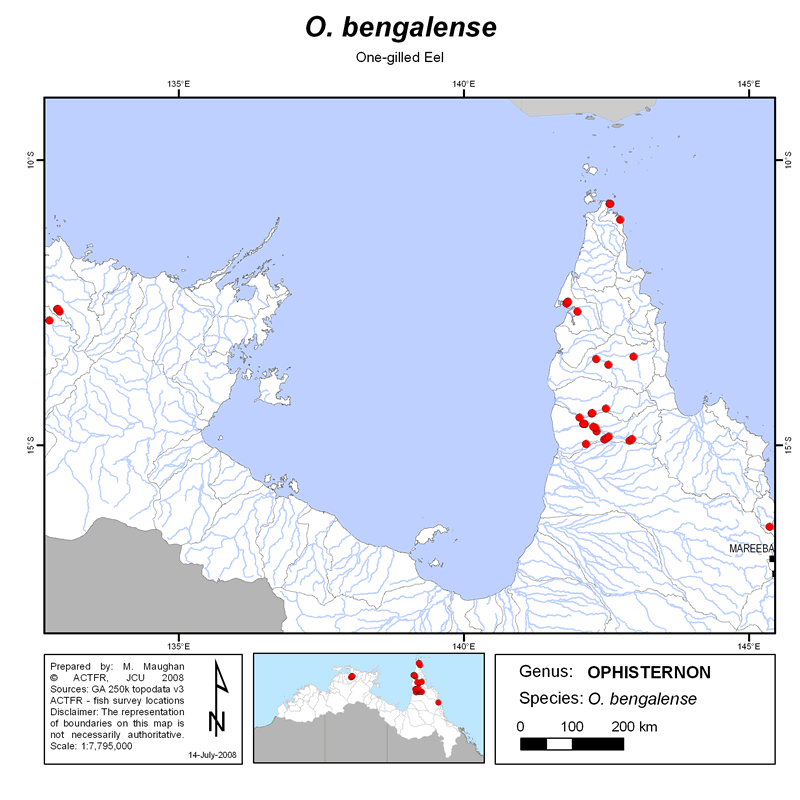 O. bengalense
One-gilled Eel
135°E
140°E
145°E
10°S
10°S
15°S
15°S
MAREEBA
135°E
140°E
145°E
Prepared by: M. Maughan
© ACTFR, JCU 2008
Sources: GA 250k topodata v3
ACTFR - fish survey locations
Disclaimer: The representation
of boundaries on this map is
not necessarily authoritative.
Scale: 1:7,795,000
N
14-July-2008
Genus: OPHISTERNON
Species: O. bengalense
0 100 200 km